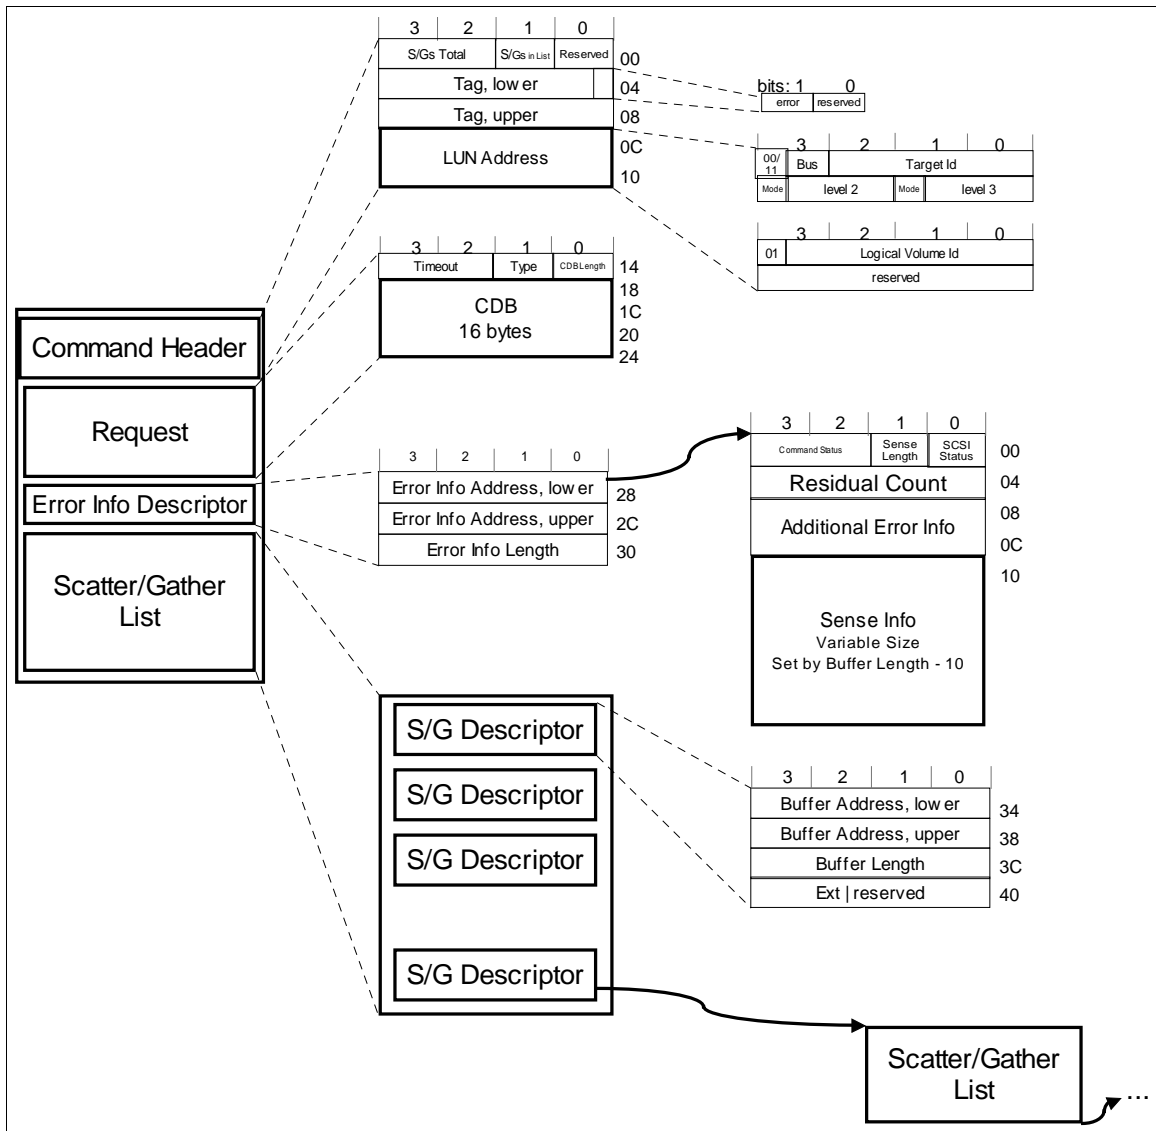 3 2 1 0
S/Gs Total S/Gs in List Reserved 00
Tag, lower 04
Tag, upper 08
LUN Address 0C
10
bits: 1 0
error reserved
3 2 1 0
00/
11 Bus Target Id
Mode level 2 Mode level 3
3 2 1 0
01 Logical Volume Id
reserved
3 2 1 0
Timeout Type CDB Length 14
18
CDB 1C
16 bytes 20
24
Command Header
Request
Error Info Descriptor
Scatter/Gather
List
3 2 1 0
Error Info Address, lower 28
Error Info Address, upper 2C
Error Info Length 30
3 2 1 0
Command Status Sense
Length SCSI
Status 00
Residual Count 04
08
Additional Error Info
0C
10
Sense Info
Variable Size
Set by Buffer Length - 10
S/G Descriptor
S/G Descriptor
S/G Descriptor
S/G Descriptor
3 2 1 0
Buffer Address, lower 34
Buffer Address, upper 38
Buffer Length 3C
Ext | reserved 40
Scatter/Gather
List
...